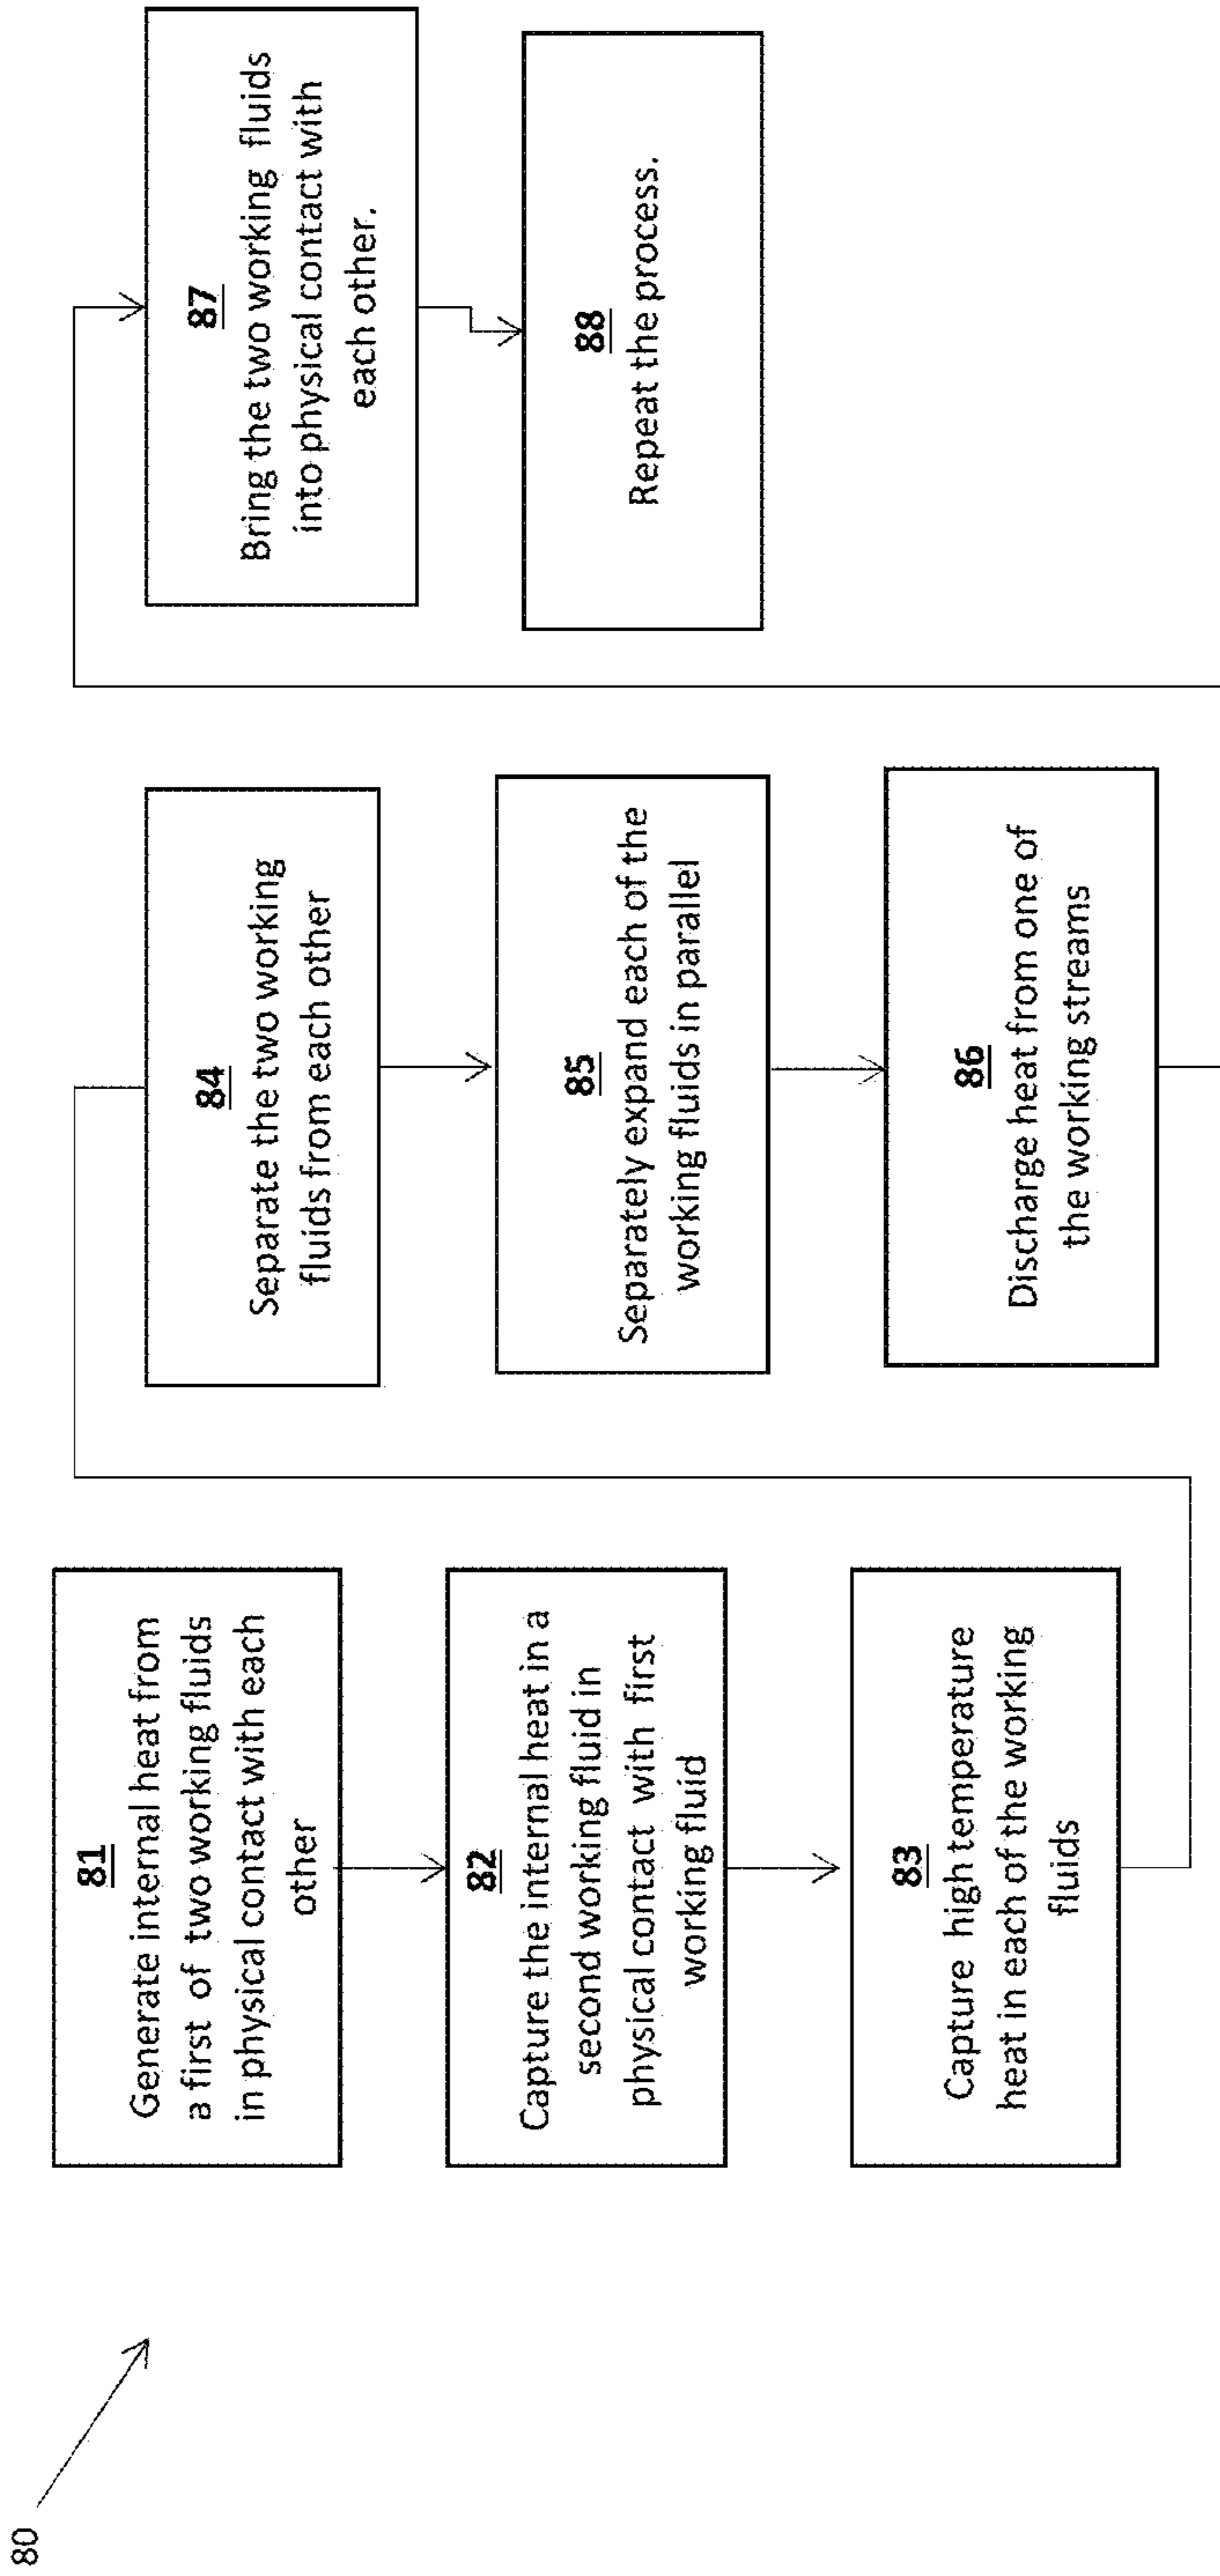 80
81
Generate internal heat from
a first of two working fluids
in physical contact with each
other
82
Capture the internal heat in a
second working fluid in
physical contact with first
working fluid
83
Capture high temperature
heat in each of the working
fluids
84
Separate the two working
fluids from each other
85
Separately expand each of the
working fluids in parallel
86
Discharge heat from one of
the working streams
87
Bring the two working fluids
into physical contact with
each other.
88
Repeat the process.